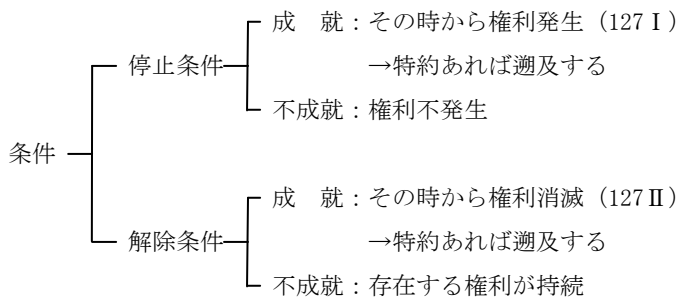 成　就：その時から権利発生（127Ⅰ）
停止条件
→特約あれば遡及する
不成就：権利不発生
条件
成　就：その時から権利消滅（127Ⅱ）
解除条件
→特約あれば遡及する
不成就：存在する権利が持続